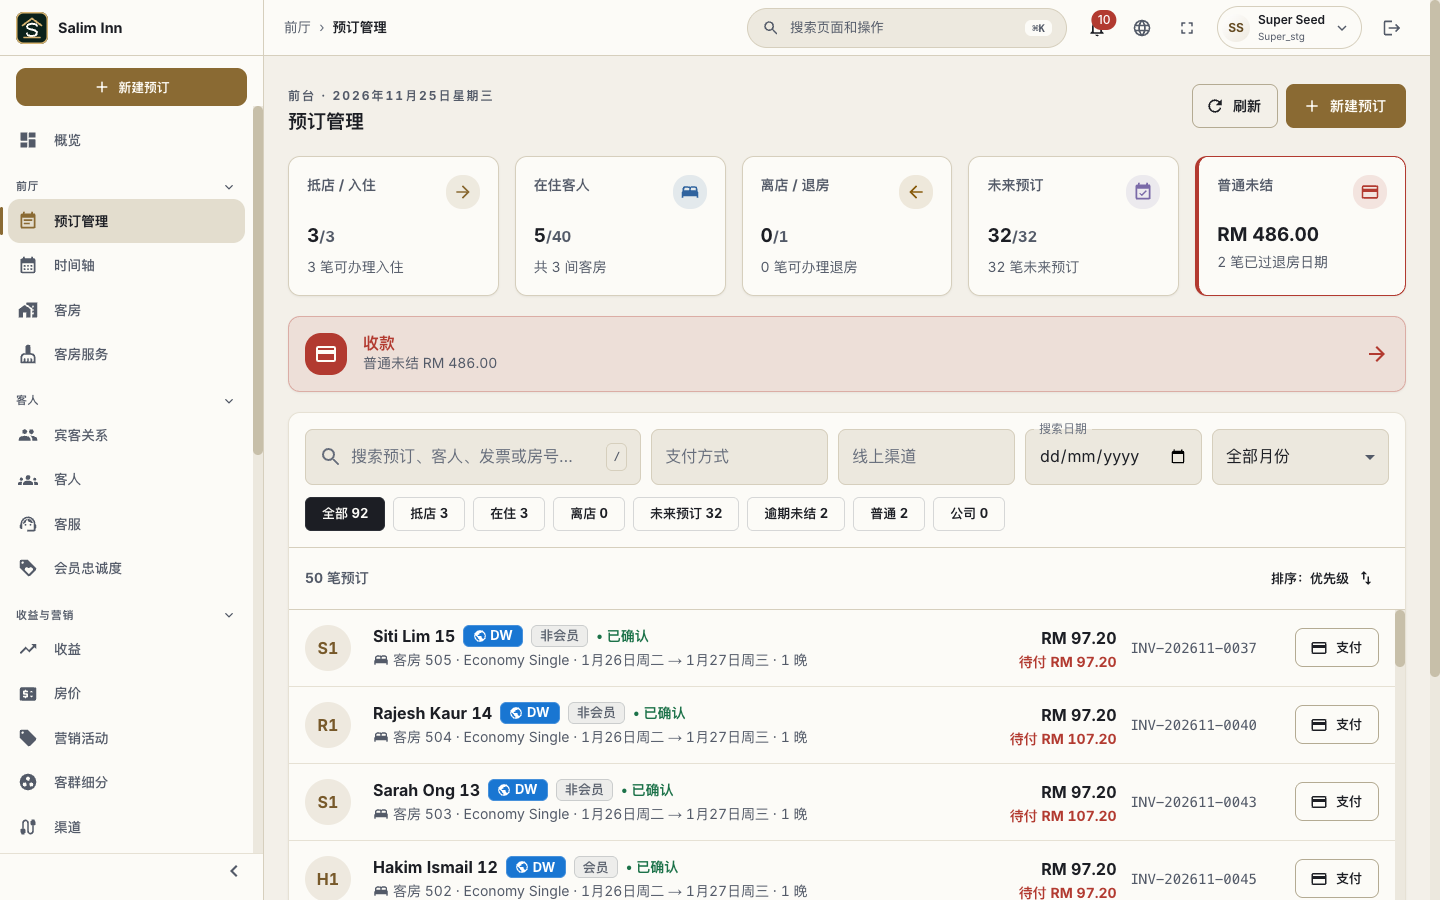 Salim Inn
前厅 › 预订管理
搜索页面和操作 ⌘K
10
SS Super Seed
Super_stg
新建预订
概览
前厅
预订管理
时间轴
客房
客房服务
客人
宾客关系
客人
客服
会员忠诚度
收益与营销
收益
房价
营销活动
客群细分
渠道
前台 · 2026年11月25日星期三
预订管理
刷新
新建预订
抵店 / 入住
3/3
3 笔可办理入住
在住客人
5/40
共 3 间客房
离店 / 退房
0/1
0 笔可办理退房
未来预订
32/32
32 笔未来预订
普通未结
RM 486.00
2 笔已过退房日期
收款
普通未结 RM 486.00
搜索预订、客人、发票或房号... /
支付方式
线上渠道
搜索日期
dd/mm/yyyy
全部月份
全部 92 抵店 3 在住 3 离店 0 未来预订 32 逾期未结 2 普通 2 公司 0
50 笔预订
排序: 优先级
S1 Siti Lim 15 DW 非会员 • 已确认
客房 505 · Economy Single · 1月26日周二 → 1月27日周三 · 1 晚
RM 97.20
待付 RM 97.20
INV-202611-0037
支付
R1 Rajesh Kaur 14 DW 非会员 • 已确认
客房 504 · Economy Single · 1月26日周二 → 1月27日周三 · 1 晚
RM 97.20
待付 RM 107.20
INV-202611-0040
支付
S1 Sarah Ong 13 DW 非会员 • 已确认
客房 503 · Economy Single · 1月26日周二 → 1月27日周三 · 1 晚
RM 97.20
待付 RM 107.20
INV-202611-0043
支付
H1 Hakim Ismail 12 DW 会员 • 已确认
客房 502 · Economy Single · 1月26日周二 → 1月27日周三 · 1 晚
RM 97.20
待付 RM 97.20
INV-202611-0045
支付